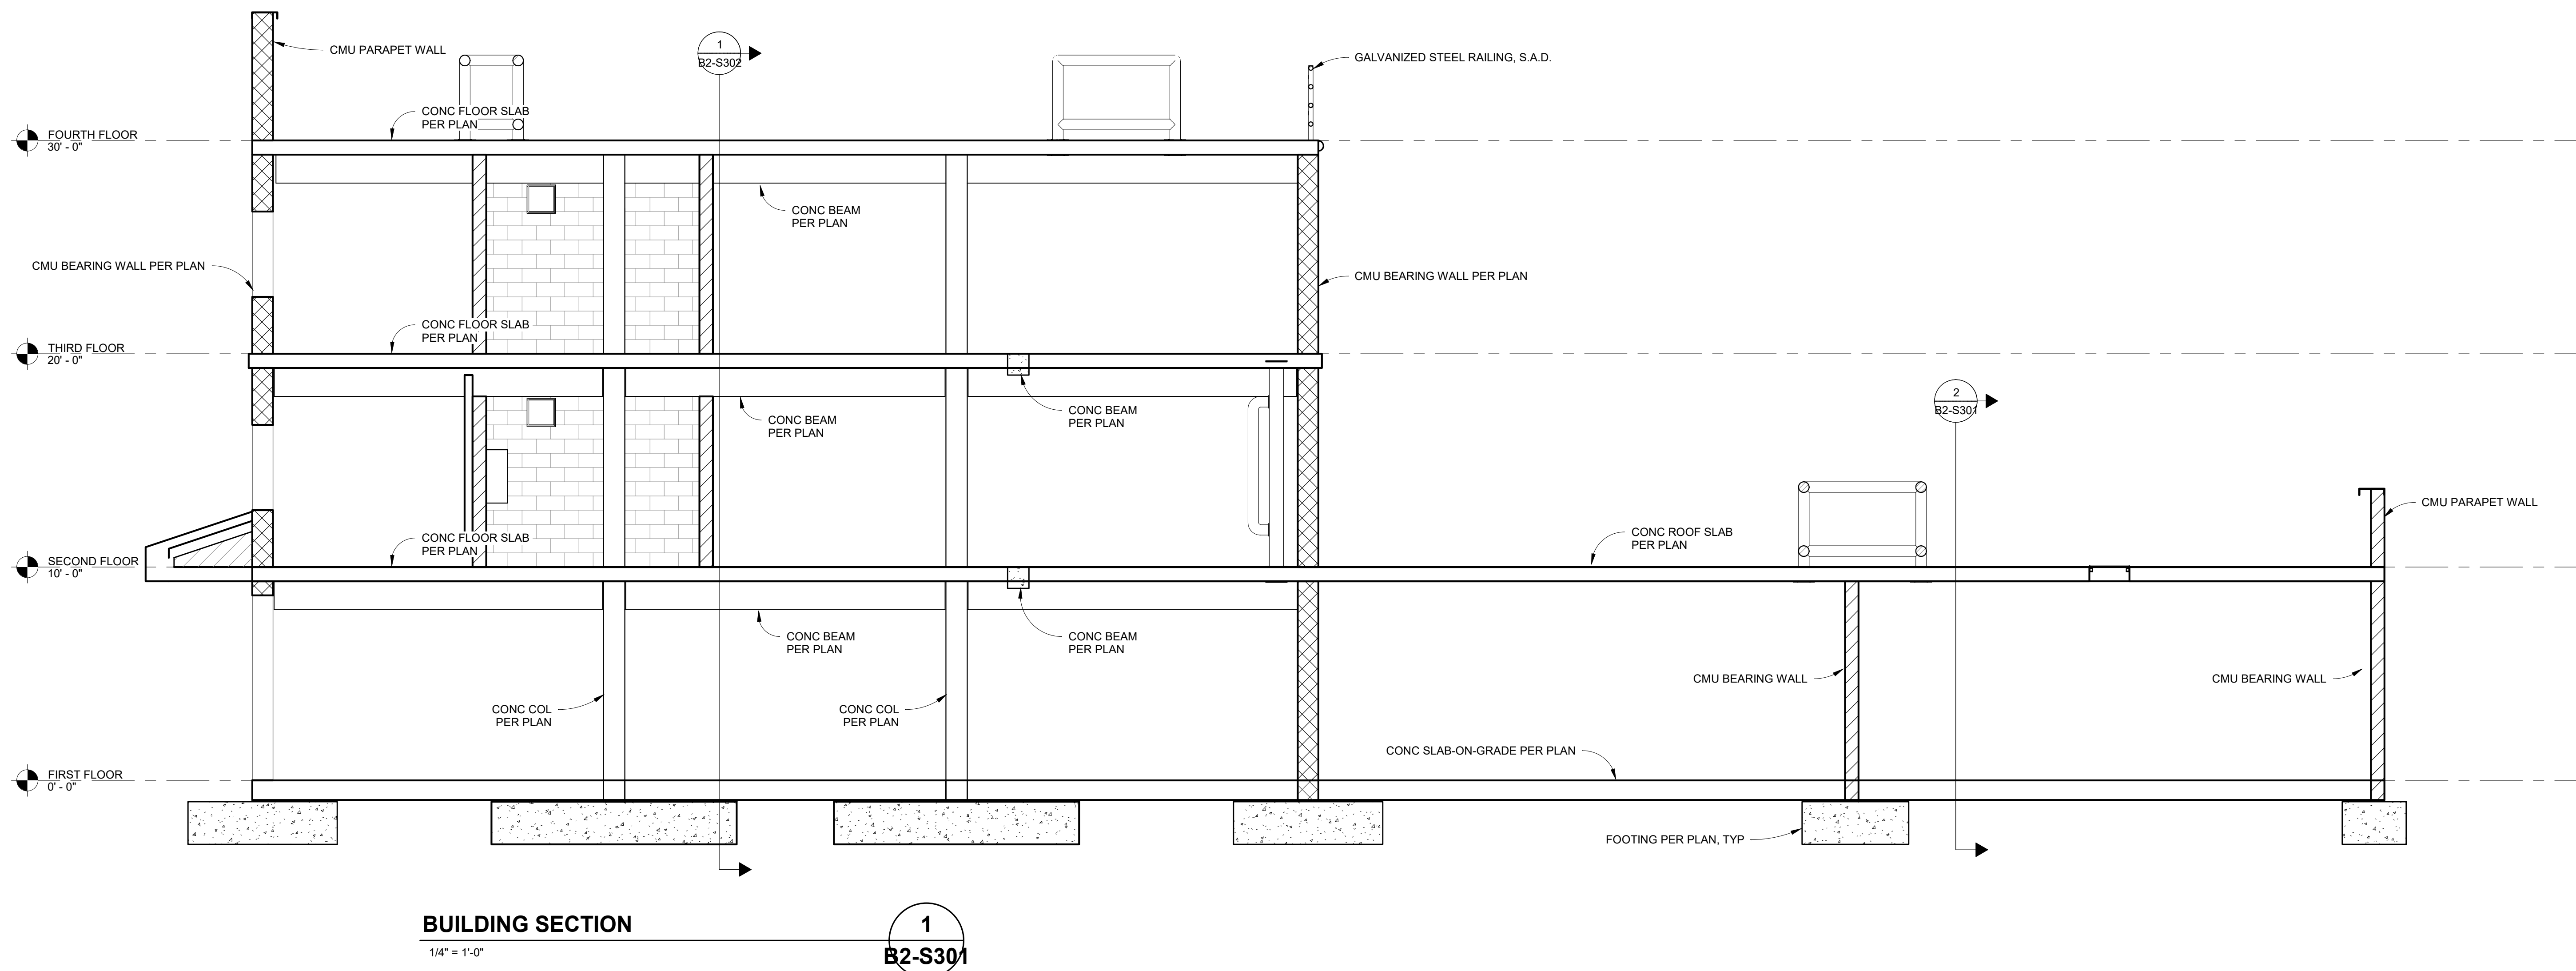 CMU PARAPET WALL
1
B2-S302
GALVANIZED STEEL RAILING, S.A.D.
CONC FLOOR SLAB
PER PLAN
FOURTH FLOOR
30' - 0"
CONC BEAM
PER PLAN
CMU BEARING WALL PER PLAN
CMU BEARING WALL PER PLAN
CONC FLOOR SLAB
PER PLAN
THIRD FLOOR
20' - 0"
CONC BEAM
PER PLAN
CONC BEAM
PER PLAN
2
B2-S301
CMU PARAPET WALL
CONC ROOF SLAB
PER PLAN
CONC FLOOR SLAB
PER PLAN
SECOND FLOOR
10' - 0"
CONC BEAM
PER PLAN
CONC BEAM
PER PLAN
CMU BEARING WALL
CMU BEARING WALL
CONC COL
PER PLAN
CONC COL
PER PLAN
CONC SLAB-ON-GRADE PER PLAN
FIRST FLOOR
0' - 0"
FOOTING PER PLAN, TYP
BUILDING SECTION
1/4" = 1'-0"
1
B2-S301